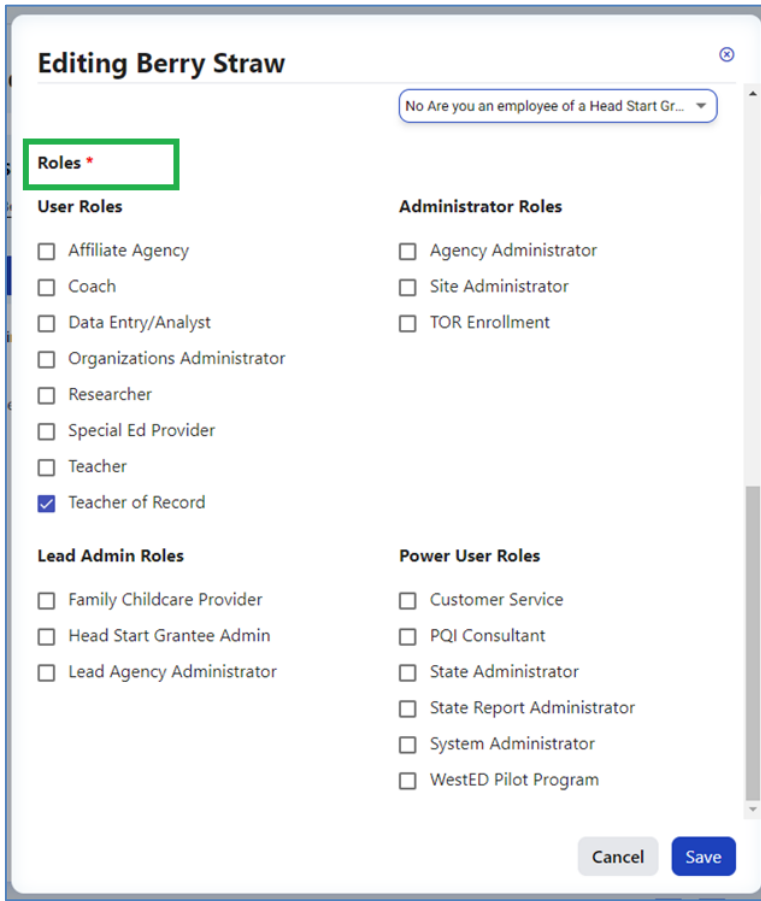 Editing Berry Straw
No Are you an employee of a Head Start Gr...
Roles *
User Roles
Affiliate Agency
Coach
Data Entry/Analyst
Organizations Administrator
Researcher
Special Ed Provider
Teacher
Teacher of Record
Administrator Roles
Agency Administrator
Site Administrator
TOR Enrollment
Lead Admin Roles
Family Childcare Provider
Head Start Grantee Admin
Lead Agency Administrator
Power User Roles
Customer Service
PQI Consultant
State Administrator
State Report Administrator
System Administrator
WestED Pilot Program
Cancel
Save